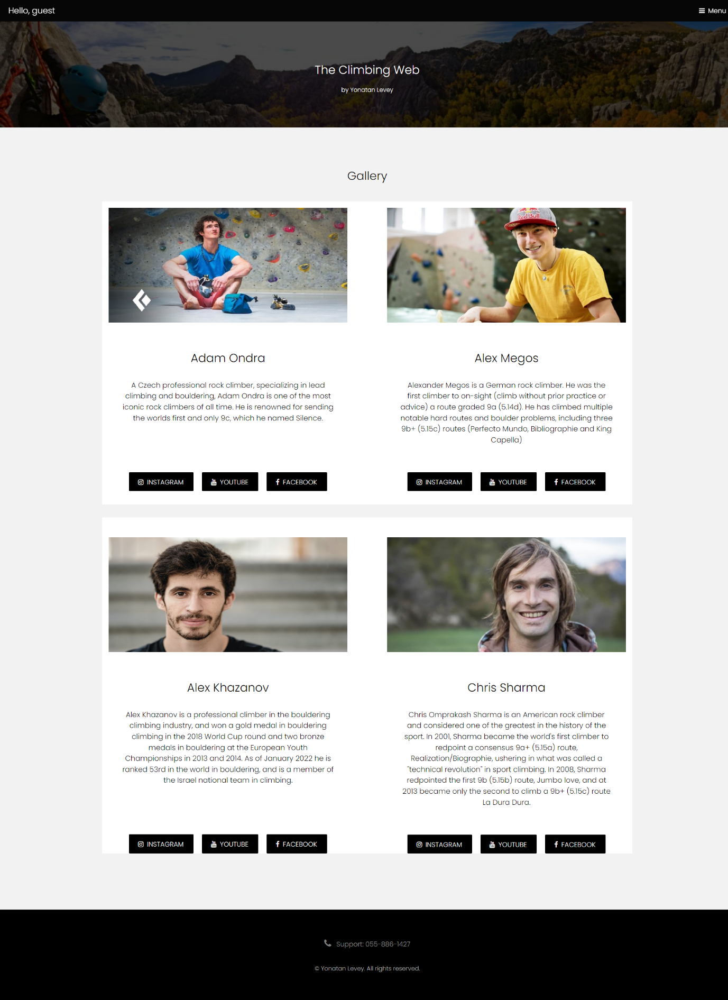 Hello, guest
Menu
The Climbing Web
by Yonatan Levey
Gallery
Red Bull
Adam Ondra
A Czech professional rock climber, specializing in lead
climbing and bouldering, Adam Ondra is one of the most
iconic rock climbers of all time. He is renowned for sending
the worlds first and only 9c, which he named Silence.
INSTAGRAM
YOUTUBE
FACEBOOK
Alex Megos
Alexander Megos is a German rock climber. He was the
first climber to on-sight (climb without prior practice or
advice) a route graded 9a (5.14d). He has climbed multiple
notable hard routes and boulder problems, including three
9b+ (5.15c) routes (Perfecto Mundo, Bibliographie and King
Capella)
INSTAGRAM
YOUTUBE
FACEBOOK
Alex Khazanov
Alex Khazanov is a professional climber in the bouldering
climbing industry, and won a gold medal in bouldering
climbing in the 2018 World Cup round and two bronze
medals in bouldering at the European Youth
Championships in 2013 and 2014. As of January 2022 he is
ranked 53rd in the world in bouldering, and is a member of
the Israel national team in climbing.
INSTAGRAM
YOUTUBE
FACEBOOK
Chris Sharma
Chris Omprakash Sharma is an American rock climber
and considered one of the greatest in the history of the
sport. In 2001, Sharma became the world's first climber to
redpoint a consensus 9a+ (5.15a) route,
Realization/Biographie, ushering in what was called a
"technical revolution" in sport climbing. In 2008, Sharma
redpointed the first 9b (5.15b) route, Jumbo love, and at
2013 became only the second to climb a 9b+ (5.15c) route
La Dura Dura.
INSTAGRAM
YOUTUBE
FACEBOOK
Support: 055-886-1427
© Yonatan Levey. All rights reserved.